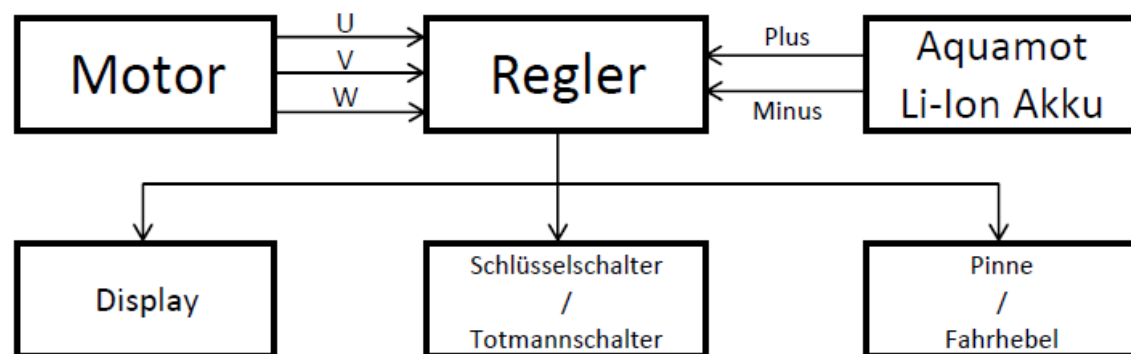 Motor
U
V
W
Regler
Plus
Minus
Aquamot
Li-Ion Akku
Display
Schlüsselschalter
/
Totmannschalter
Pinne
/
Fahrhebel